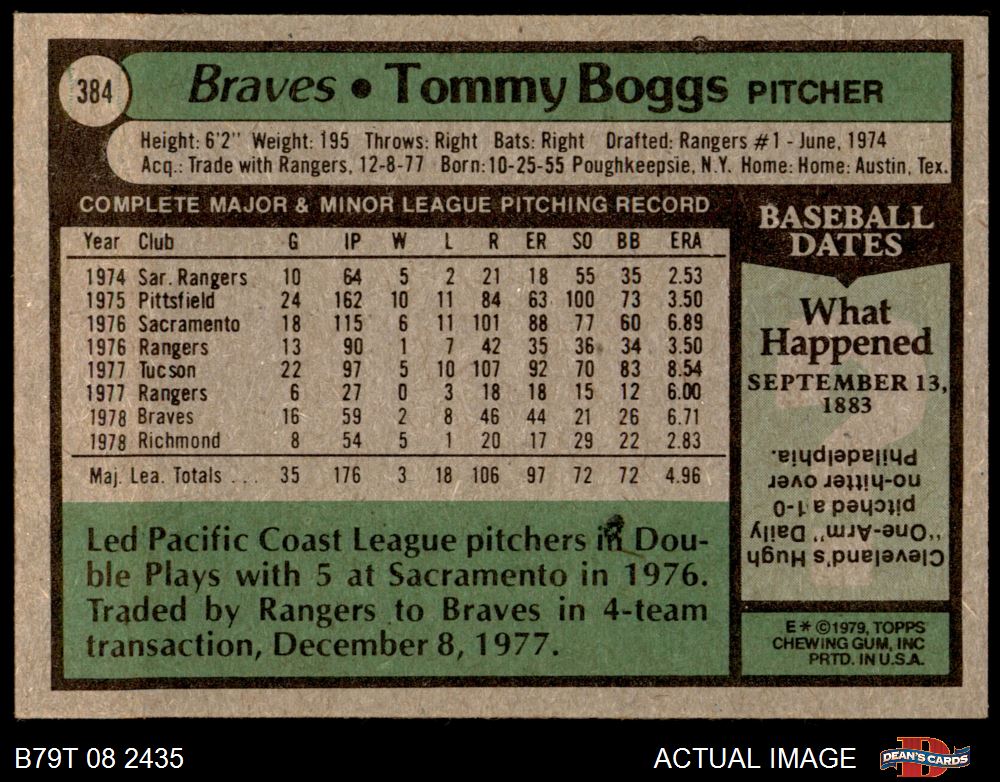 384
Braves • Tommy Boggs PITCHER
Height: 6'2" Weight: 195 Throws: Right Bats: Right Drafted: Rangers #1 - June, 1974
Acq.: Trade with Rangers, 12-8-77 Born: 10-25-55 Poughkeepsie, N.Y. Home: Home: Austin, Tex.
COMPLETE MAJOR & MINOR LEAGUE PITCHING RECORD
Year Club G IP W L R ER SO BB ERA
1974 Sar. Rangers 10 64 5 2 21 18 55 35 2.53
1975 Pittsfield 24 162 10 11 84 63 100 73 3.50
1976 Sacramento 18 115 6 11 101 88 77 60 6.89
1976 Rangers 13 90 1 7 42 35 36 34 3.50
1977 Tucson 22 97 5 10 107 92 70 83 8.54
1977 Rangers 6 27 0 3 18 18 15 12 6.00
1978 Braves 16 59 2 8 46 44 21 26 6.71
1978 Richmond 8 54 5 1 20 17 29 22 2.83
Maj. Lea. Totals ... 35 176 3 18 106 97 72 72 4.96
Led Pacific Coast League pitchers in Dou-
ble Plays with 5 at Sacramento in 1976.
Traded by Rangers to Braves in 4-team
transaction, December 8, 1977.
BASEBALL
DATES
What
Happened
SEPTEMBER 13,
1883
Cleveland's Hugh
"One-Arm" Daily
pitched a 1-0
no-hitter over
Philadelphia.
E * © 1979, TOPPS
CHEWING GUM, INC
PRTD. IN U.S.A.
B79T 08 2435
ACTUAL IMAGE
DEAN'S CARDS